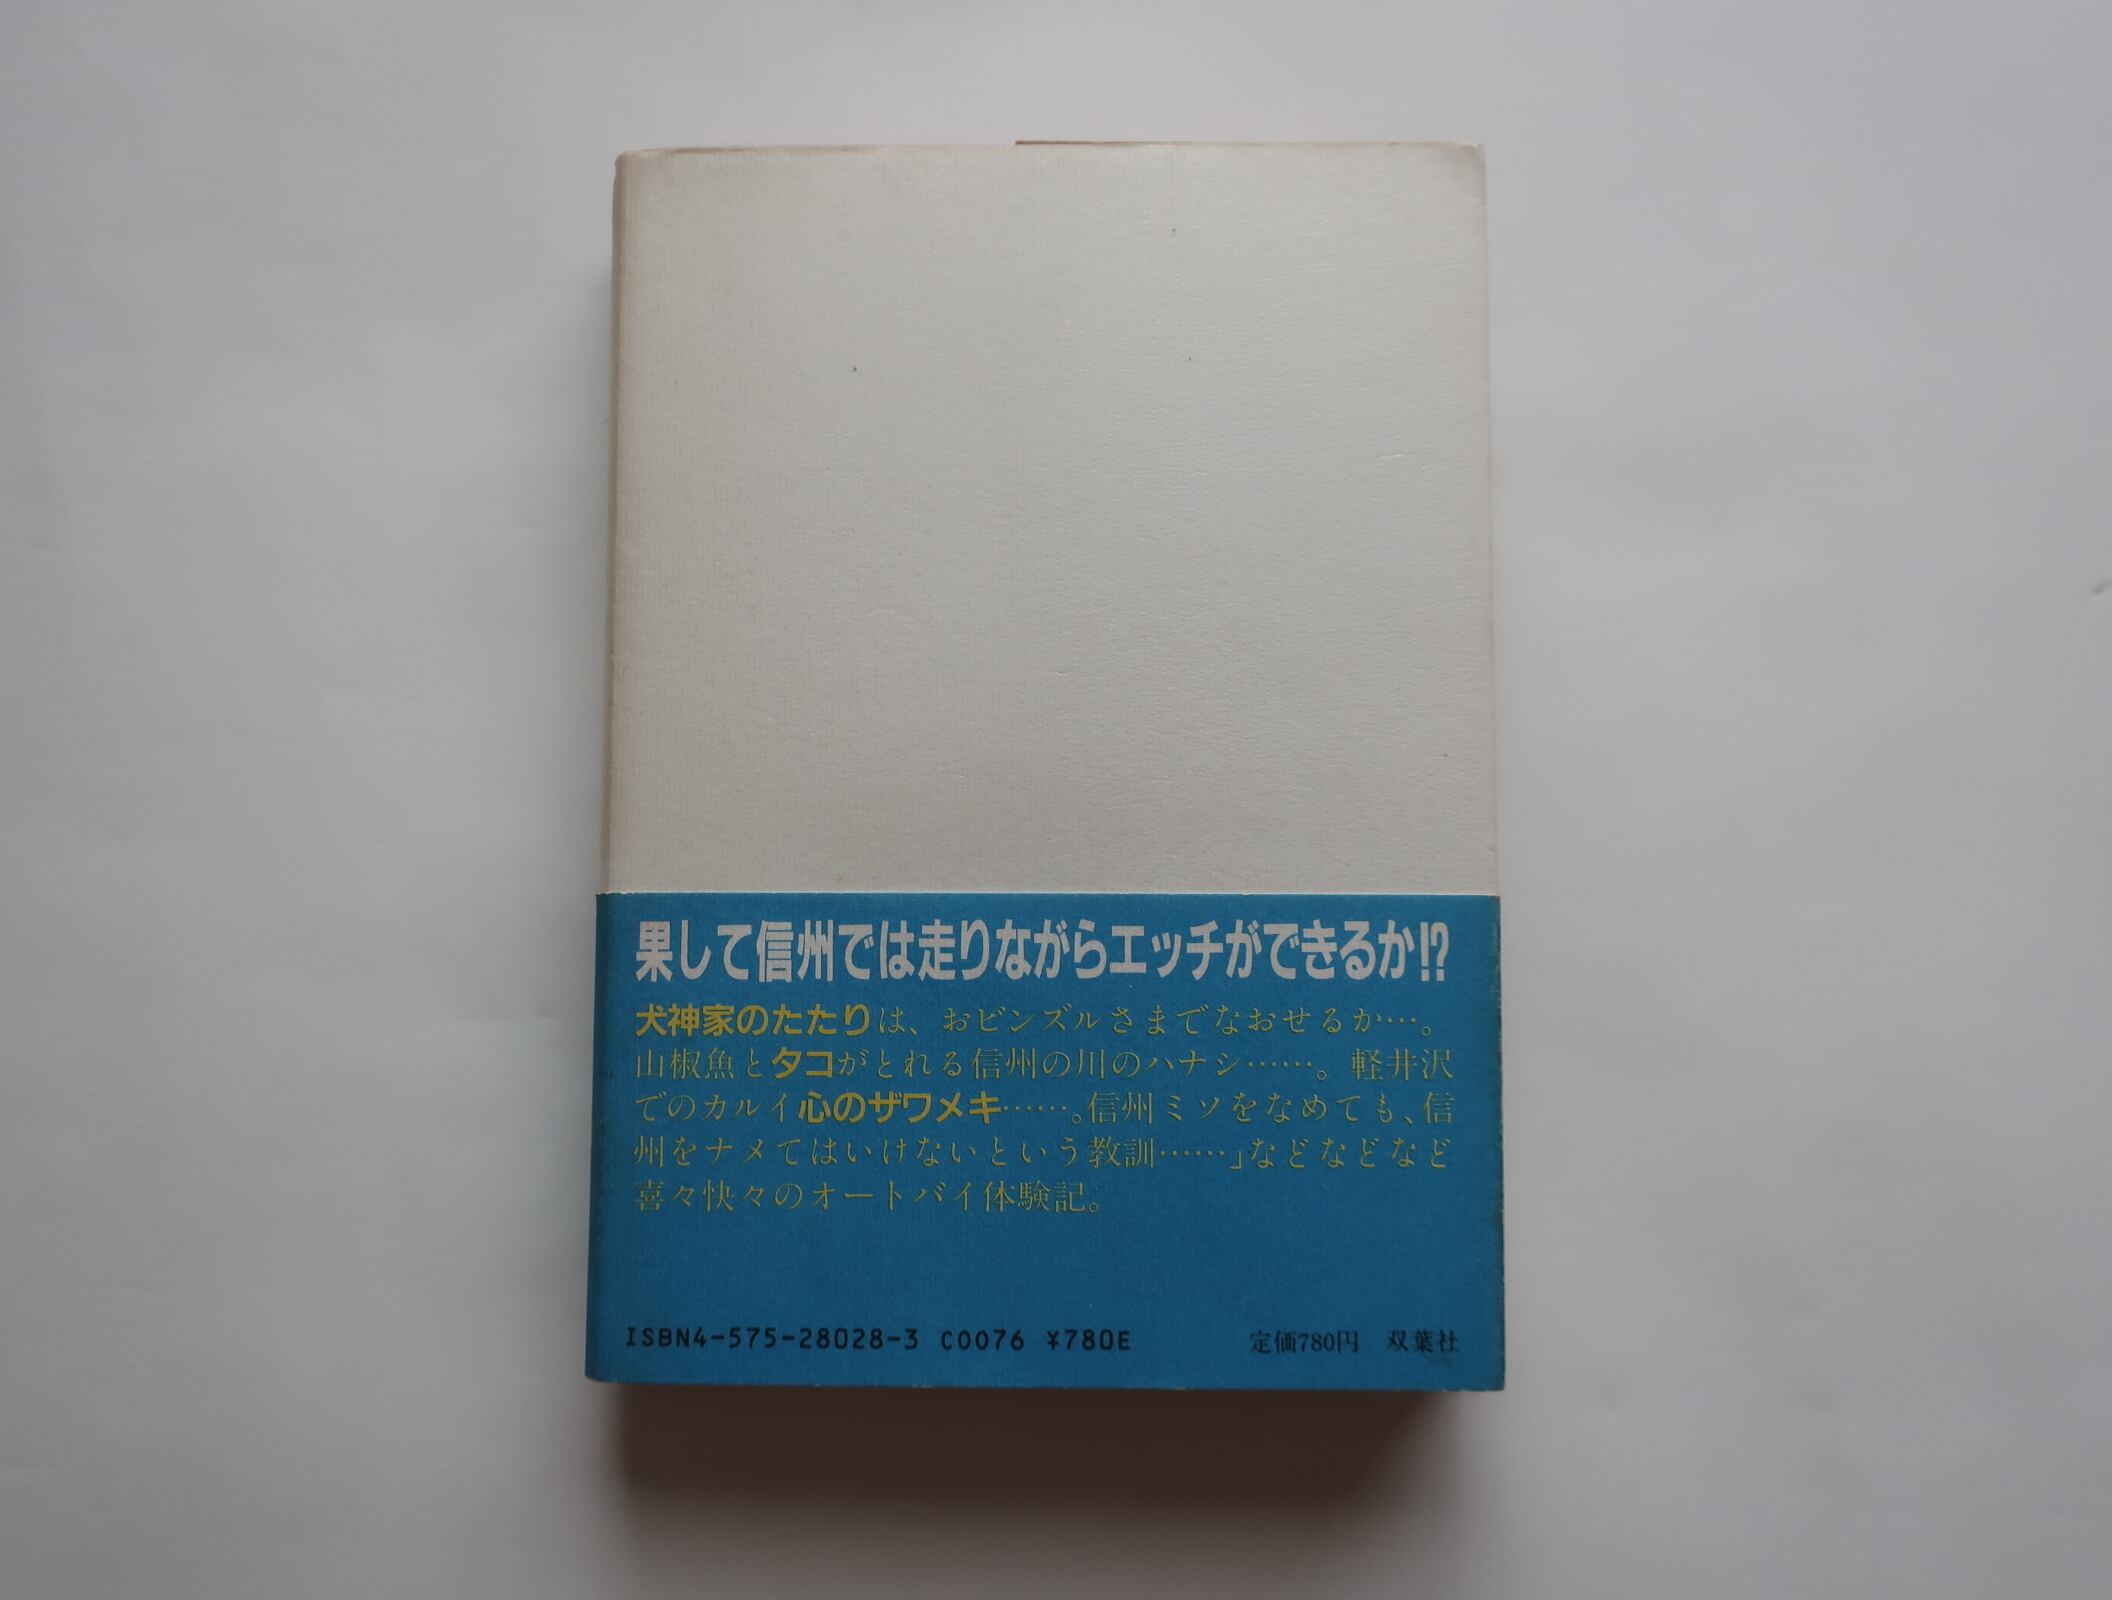 果して信州では走りながらエッチができるか!?
犬神家のたたりは、おビンズルさまでなおせるか…。
山椒魚とタコがとれる信州の川のハナシ……。軽井沢
でのカルイ心のザワメキ……。信州ミソをなめても、信
州をナメてはいけないという教訓……」などなどなど
喜々快々のオートバイ体験記。
ISBN4-575-28028-3 C0076 ¥780E 定価780円 双葉社